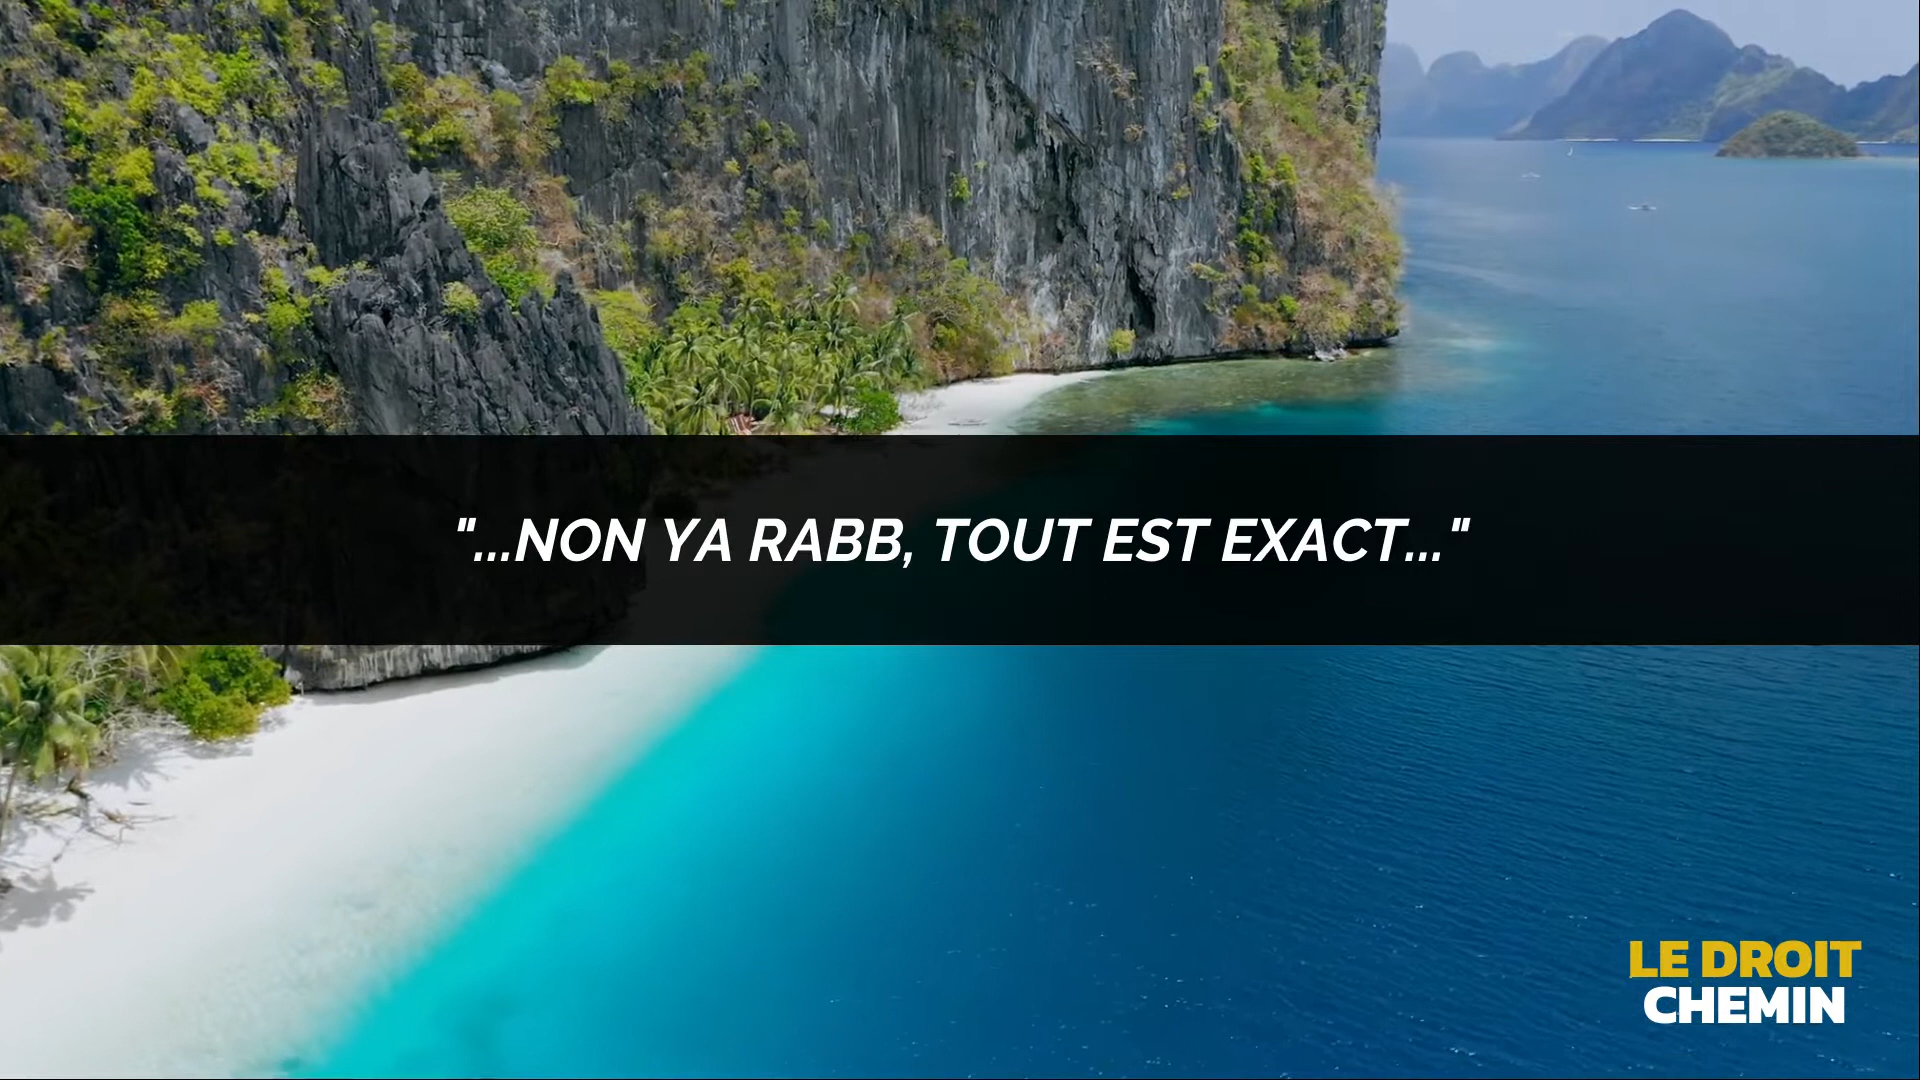 "...NON YA RABB, TOUT EST EXACT..."
LE DROIT
CHEMIN